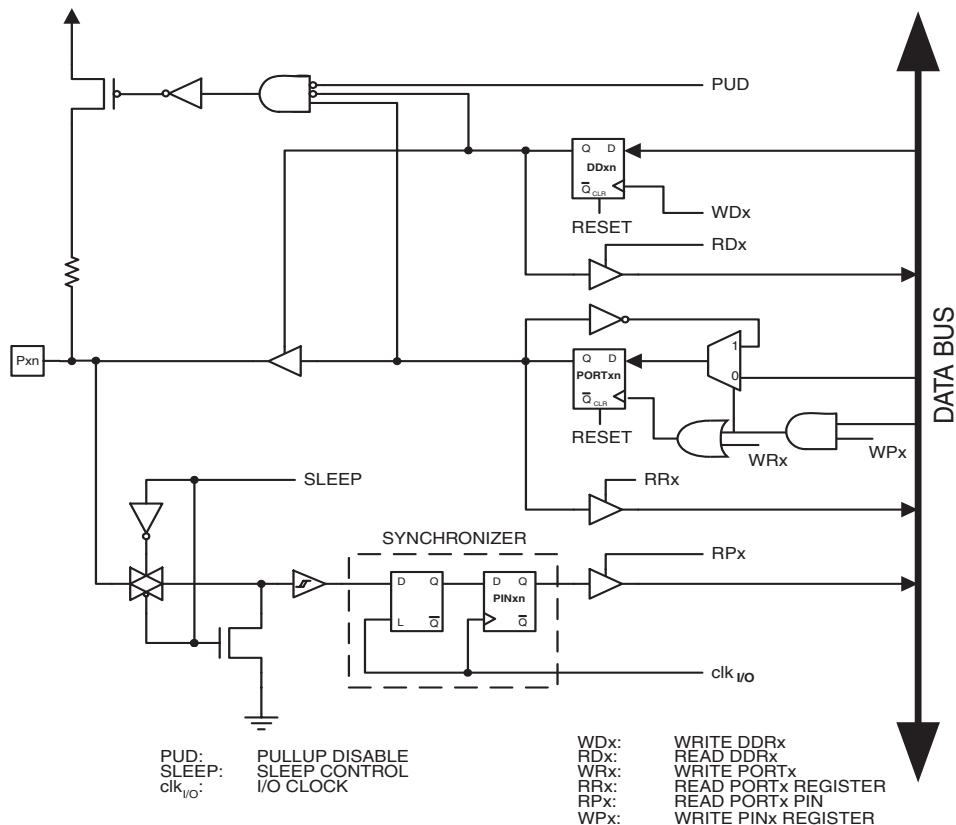 PUD
Q D
DDxn
Q CLR
WDx
RESET
RDx
1
Pxn
Q D
PORTxn
0
Q CLR
RESET
WRx
WPx
SLEEP
RRx
SYNCHRONIZER
RPx
D Q
D Q
PINxn
L Q
Q
clk I/O
DATA BUS
PUD: PULLUP DISABLE
SLEEP: SLEEP CONTROL
clkI/O: I/O CLOCK
WDx: WRITE DDRx
RDx: READ DDRx
WRx: WRITE PORTx
RRx: READ PORTx REGISTER
RPx: READ PORTx PIN
WPx: WRITE PINx REGISTER